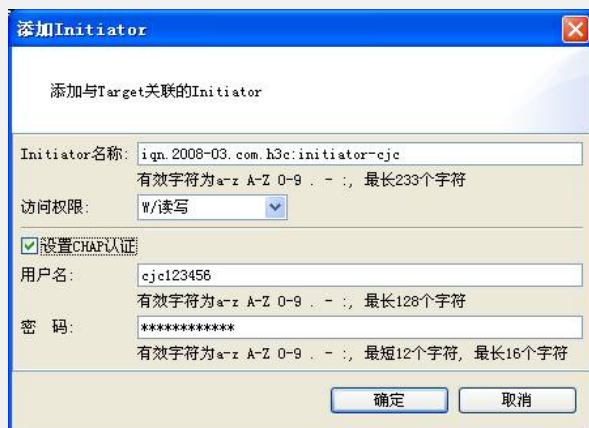 添加Initiator
添加与Target关联的Initiator
Initiator名称: iqn.2008-03.com.h3c:initiator-cjc
有效字符为a-z A-Z 0-9 . - :, 最长233个字符
访问权限: W/读写
设置CHAP认证
用户名: cjc123456
有效字符为a-z A-Z 0-9 . - :, 最长128个字符
密 码: ************
有效字符为a-z A-Z 0-9 . - :, 最短12个字符, 最长16个字符
确定 取消